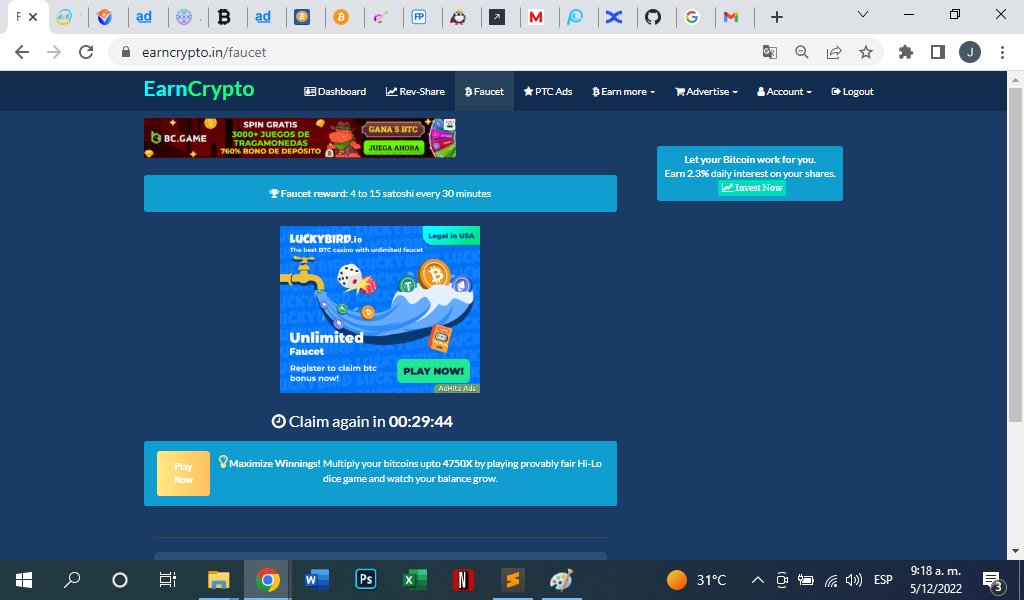 F
ad
ad
FP
M
G
earncrypto.in/faucet
J
EarnCrypto
Dashboard
Rev-Share
Faucet
PTC Ads
Earn more
Advertise
Account
Logout
BC.GAME
SPIN GRATIS
3000+ JUEGOS DE
TRAGAMONEDAS
760% BONO DE DEPÓSITO
GANA 5 BTC
JUEGA AHORA
Let your Bitcoin work for you.
Earn 2.3% daily interest on your shares.
Invest Now
Faucet reward: 4 to 15 satoshi every 30 minutes
LUCKYBIRD.io
Legal in USA
The best BTC casino with unlimited faucet
Unlimited
Faucet
Register to claim btc
bonus now!
PLAY NOW!
AdHitz Ads
Claim again in 00:29:44
Play
Now
Maximize Winnings! Multiply your bitcoins upto 4750X by playing provably fair Hi-Lo
dice game and watch your balance grow.
W
Ps
X
N
S
31°C
ESP
9:18 a. m.
5/12/2022
3